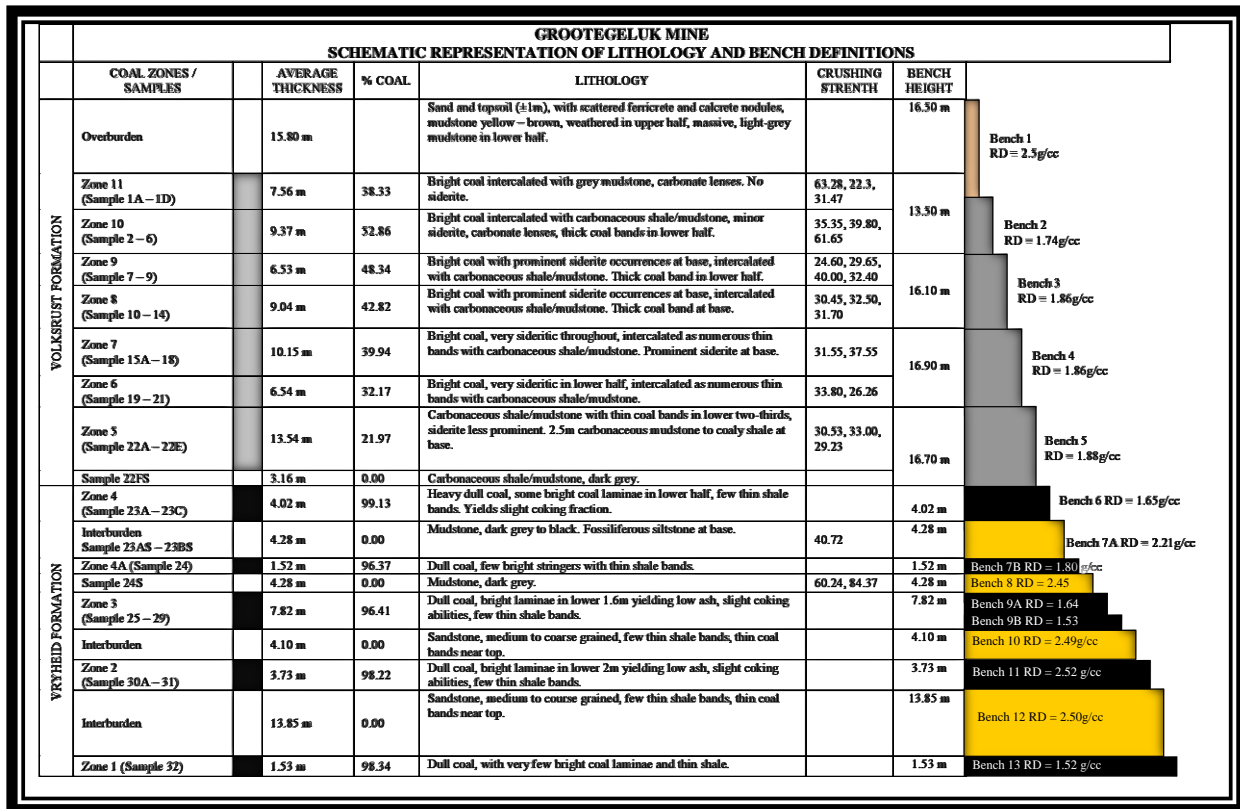 GROOTEGELUK MINE
SCHEMATIC REPRESENTATION OF LITHOLOGY AND BENCH DEFINITIONS
COAL ZONES /
SAMPLES
AVERAGE
THICKNESS
% COAL
LITHOLOGY
CRUSHING
STRENTH
BENCH
HEIGHT
VOLKSRUST FORMATION
Overburden
15.80 m
Sand and topsoil (±1m), with scattered ferricrete and calcrete nodules,
mudstone yellow – brown, weathered in upper half, massive, light-grey
mudstone in lower half.
16.50 m
Bench 1
RD = 2.5g/cc
Zone 11
(Sample 1A – 1D)
7.56 m
38.33
Bright coal intercalated with grey mudstone, carbonate lenses. No
siderite.
63.28, 22.3,
31.47
13.50 m
Zone 10
(Sample 2 – 6)
9.37 m
52.86
Bright coal intercalated with carbonaceous shale/mudstone, minor
siderite, carbonate lenses, thick coal bands in lower half.
35.35, 39.80,
61.65
Bench 2
RD = 1.74g/cc
Zone 9
(Sample 7 – 9)
6.53 m
48.34
Bright coal with prominent siderite occurrences at base, intercalated
with carbonaceous shale/mudstone. Thick coal band in lower half.
24.60, 29.65,
40.00, 32.40
16.10 m
Bench 3
RD = 1.86g/cc
Zone 8
(Sample 10 – 14)
9.04 m
42.82
Bright coal with prominent siderite occurrences at base, intercalated
with carbonaceous shale/mudstone. Thick coal band at base.
30.45, 32.50,
31.70
Zone 7
(Sample 15A – 18)
10.15 m
39.94
Bright coal, very sideritic throughout, intercalated as numerous thin
bands with carbonaceous shale/mudstone. Prominent siderite at base.
31.55, 37.55
16.90 m
Bench 4
RD = 1.86g/cc
Zone 6
(Sample 19 – 21)
6.54 m
32.17
Bright coal, very sideritic in lower half, intercalated as numerous thin
bands with carbonaceous shale/mudstone.
33.80, 26.26
Zone 5
(Sample 22A – 22E)
13.54 m
21.97
Carbonaceous shale/mudstone with thin coal bands in lower two-thirds,
siderite less prominent. 2.5m carbonaceous mudstone to coaly shale at
base.
30.53, 33.00,
29.23
16.70 m
Bench 5
RD = 1.88g/cc
Sample 22FS
3.16 m
0.00
Carbonaceous shale/mudstone, dark grey.
VRYHEID FORMATION
Zone 4
(Sample 23A – 23C)
4.02 m
99.13
Heavy dull coal, some bright coal laminae in lower half, few thin shale
bands. Yields slight coking fraction.
4.02 m
Bench 6 RD = 1.65g/cc
Interburden
Sample 23AS – 23BS
4.28 m
0.00
Mudstone, dark grey to black. Fossiliferous siltstone at base.
40.72
4.28 m
Bench 7A RD = 2.21g/cc
Zone 4A (Sample 24)
1.52 m
96.37
Dull coal, few bright stringers with thin shale bands.
1.52 m
Bench 7B RD = 1.80 g/cc
Sample 24S
4.28 m
0.00
Mudstone, dark grey.
60.24, 84.37
4.28 m
Bench 8 RD = 2.45
Zone 3
(Sample 25 – 29)
7.82 m
96.41
Dull coal, bright laminae in lower 1.6m yielding low ash, slight coking
abilities, few thin shale bands.
7.82 m
Bench 9A RD = 1.64
Bench 9B RD = 1.53
Interburden
4.10 m
0.00
Sandstone, medium to coarse grained, few thin shale bands, thin coal
bands near top.
4.10 m
Bench 10 RD = 2.49g/cc
Zone 2
(Sample 30A – 31)
3.73 m
98.22
Dull coal, bright laminae in lower 2m yielding low ash, slight coking
abilities, few thin shale bands.
3.73 m
Bench 11 RD = 2.52 g/cc
Interburden
13.85 m
0.00
Sandstone, medium to course grained, few thin shale bands, thin coal
bands near top.
13.85 m
Bench 12 RD = 2.50g/cc
Zone 1 (Sample 32)
1.53 m
98.34
Dull coal, with very few bright coal laminae and thin shale.
1.53 m
Bench 13 RD = 1.52 g/cc